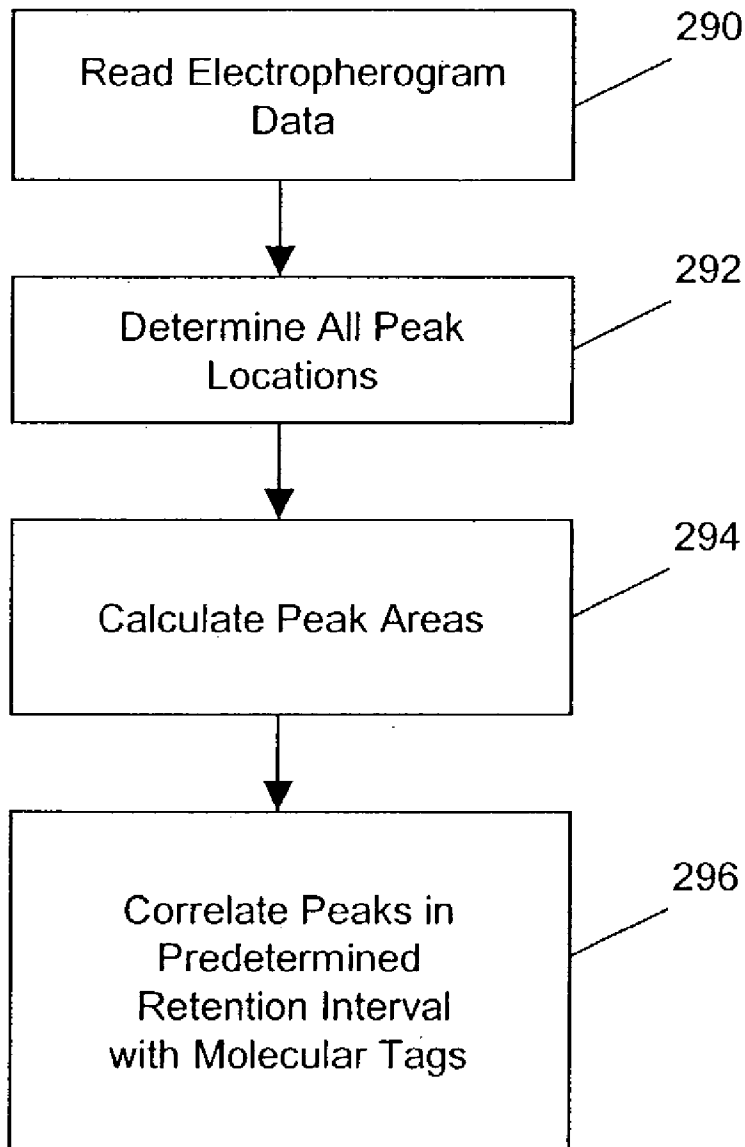 290
Read Electropherogram
Data
292
Determine All Peak
Locations
294
Calculate Peak Areas
296
Correlate Peaks in
Predetermined
Retention Interval
with Molecular Tags